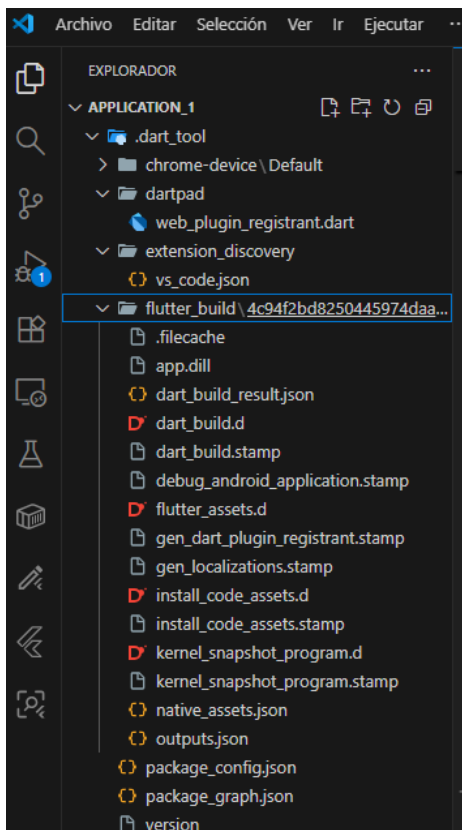 Archivo Editar Selección Ver Ir Ejecutar ...
EXPLORADOR ...
APPLICATION_1
.dart_tool
chrome-device\Default
dartpad
web_plugin_registrant.dart
extension_discovery
vs_code.json
flutter_build\4c94f2bd8250445974daa...
.filecache
app.dill
dart_build_result.json
dart_build.d
dart_build.stamp
debug_android_application.stamp
flutter_assets.d
gen_dart_plugin_registrant.stamp
gen_localizations.stamp
install_code_assets.d
install_code_assets.stamp
kernel_snapshot_program.d
kernel_snapshot_program.stamp
native_assets.json
outputs.json
package_config.json
package_graph.json
version
1